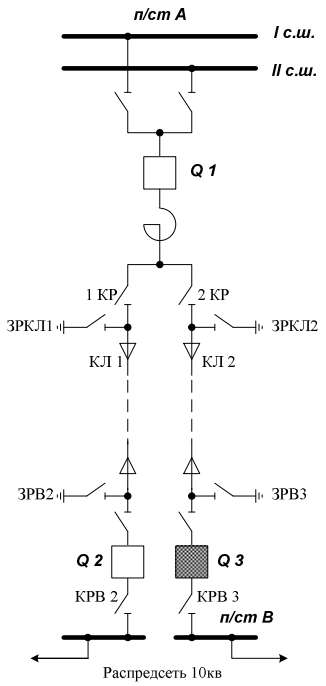 п/ст А
I с.ш.
II с.ш.
Q 1
1 КР
2 КР
ЗРКЛ1
ЗРКЛ2
КЛ 1
КЛ 2
ЗРВ2
ЗРВ3
Q 2
Q 3
КРВ 2
КРВ 3
п/ст В
Распредсеть 10кв